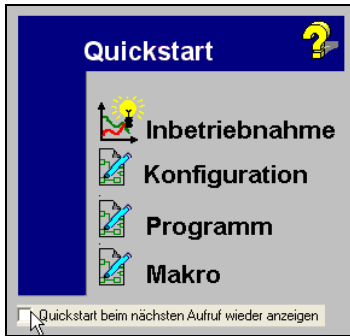 Quickstart
Inbetriebnahme
Konfiguration
Programm
Makro
Quickstart beim nächsten Aufruf wieder anzeigen